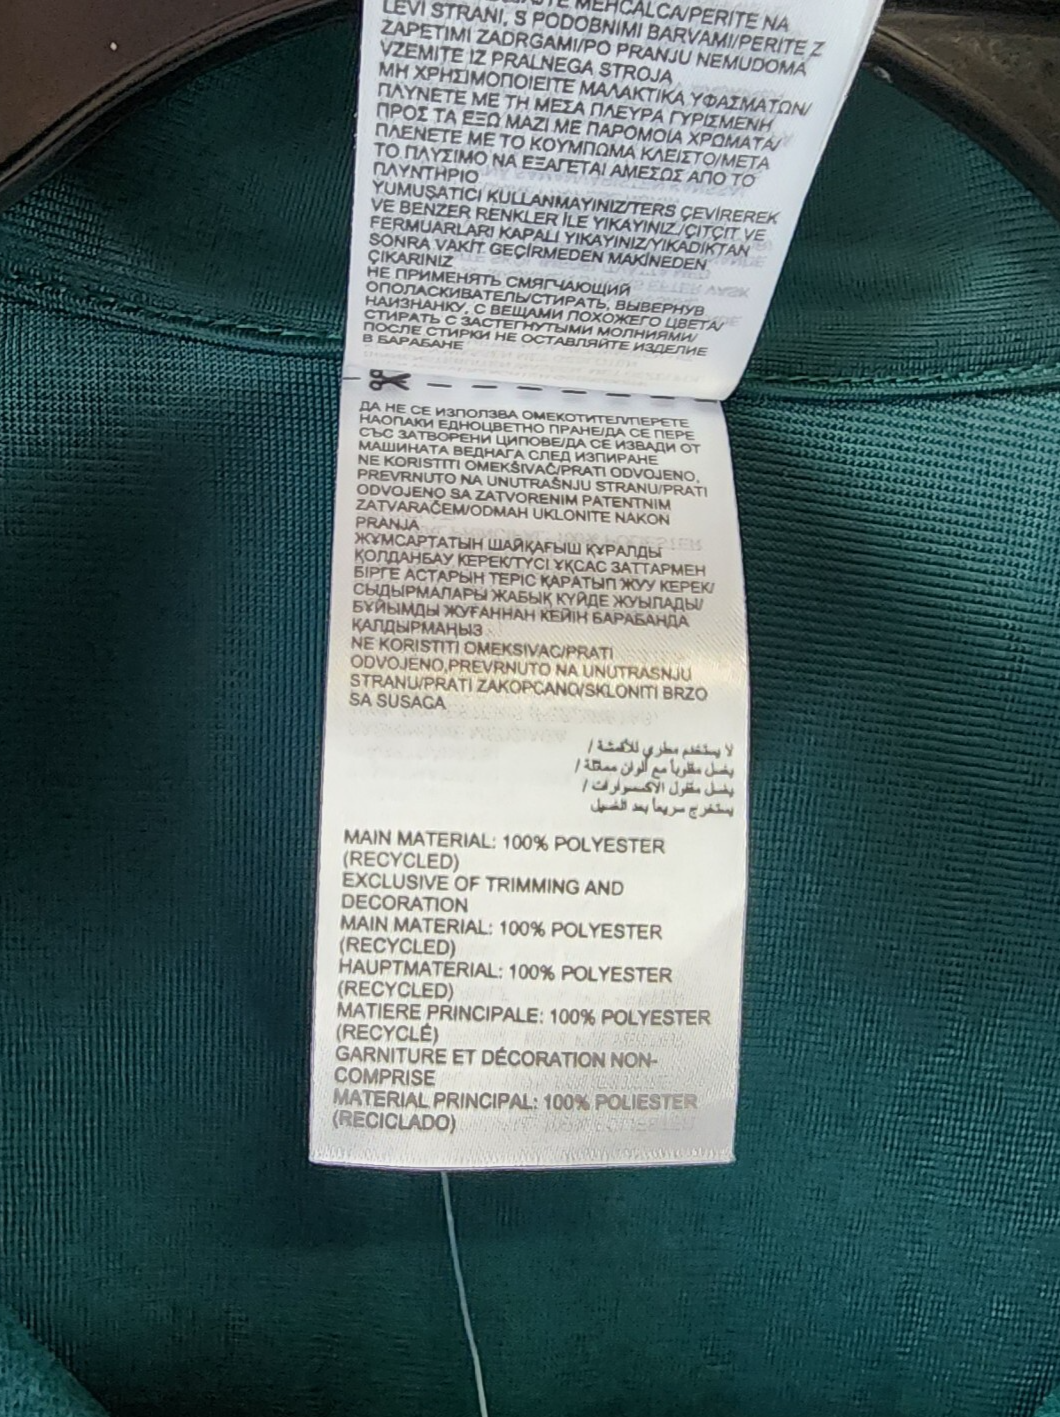 LEVI STRANI, S PODOBNIMI BARVAMI/PERITE Z
ZAPETIMI ZADRGAMI/PO PRANJU NEMUDOMA
VZEMITE IZ PRALNEGA STROJA
ΜΗ ΧΡΗΣΙΜΟΠΟΙΕΙΤΕ ΜΑΛΑΚΤΙΚΑ ΥΦΑΣΜΑΤΩΝ/
ΠΛΥΝΕΤΕ ΜΕ ΤΗ ΜΕΣΑ ΠΛΕΥΡΑ ΓΥΡΙΣΜΕΝΗ
ΠΡΟΣ ΤΑ ΕΞΩ ΜΑΖΙ ΜΕ ΠΑΡΟΜΟΙΑ ΧΡΩΜΑΤΑ/
ΠΛΕΝΕΤΕ ΜΕ ΤΟ ΚΟΥΜΠΩΜΑ ΚΛΕΙΣΤΟ/ΜΕΤΑ
ΤΟ ΠΛΥΣΙΜΟ ΝΑ ΕΞΑΓΕΤΑΙ ΑΜΕΣΩΣ ΑΠΟ ΤΟ
ΠΛΥΝΤΗΡΙΟ
YUMUŞATICI KULLANMAYINIZ/TERS ÇEVİREREK
VE BENZER RENKLER İLE YIKAYINIZ./ÇITÇIT VE
FERMUARLARI KAPALI YIKAYINIZ/YIKADIKTAN
SONRA VAKİT GEÇİRMEDEN MAKİNEDEN
ÇIKARINIZ
НЕ ПРИМЕНЯТЬ СМЯГЧАЮЩИЙ
ОПОЛАСКИВАТЕЛЬ/СТИРАТЬ, ВЫВЕРНУВ
НАИЗНАНКУ, С ВЕЩАМИ ПОХОЖЕГО ЦВЕТА/
СТИРАТЬ С ЗАСТЕГНУТЫМИ МОЛНИЯМИ/
ПОСЛЕ СТИРКИ НЕ ОСТАВЛЯЙТЕ ИЗДЕЛИЕ
В БАРАБАНЕ
ДА НЕ СЕ ИЗПОЛЗВА ОМЕКОТИТЕЛ/ПЕРЕТЕ
НАОПАКИ ЕДНОЦВЕТНО ПРАНЕ/ДА СЕ ПЕРЕ
СЪС ЗАТВОРЕНИ ЦИПОВЕ/ДА СЕ ИЗВАДИ ОТ
МАШИНАТА ВЕДНАГА СЛЕД ИЗПИРАНЕ
NE KORISTITI OMEKŠIVAČ/PRATI ODVOJENO,
PREVRNUTO NA UNUTRAŠNJU STRANU/PRATI
ODVOJENO SA ZATVORENIM PATENTNIM
ZATVARAČEM/ODMAH UKLONITE NAKON
PRANJA
ЖҰМСАРТАТЫН ШАЙҚАҒЫШ ҚҰРАЛДЫ
ҚОЛДАНБАУ КЕРЕК/ТҮСІ ҰҚСАС ЗАТТАРМЕН
БІРГЕ АСТАРЫН ТЕРІС ҚАРАТЫП ЖУУ КЕРЕК/
СЫДЫРМАЛАРЫ ЖАБЫҚ КҮЙДЕ ЖУЫЛАДЫ/
БҰЙЫМДЫ ЖУҒАННАН КЕЙІН БАРАБАНДА
ҚАЛДЫРМАҢЫЗ
NE KORISTITI OMEKSIVAC/PRATI
ODVOJENO,PREVRNUTO NA UNUTRASNJU
STRANU/PRATI ZAKOPCANO/SKLONITI BRZO
SA SUSACA
لا يستخدم مطري للأقمشة /
يغسل مقلوباً مع ألوان مماثلة /
يغسل مقفول الاكسسوارات /
يستخرج سريعاً بعد الغسيل
MAIN MATERIAL: 100% POLYESTER
(RECYCLED)
EXCLUSIVE OF TRIMMING AND
DECORATION
MAIN MATERIAL: 100% POLYESTER
(RECYCLED)
HAUPTMATERIAL: 100% POLYESTER
(RECYCLED)
MATIERE PRINCIPALE: 100% POLYESTER
(RECYCLÉ)
GARNITURE ET DÉCORATION NON-
COMPRISE
MATERIAL PRINCIPAL: 100% POLIESTER
(RECICLADO)